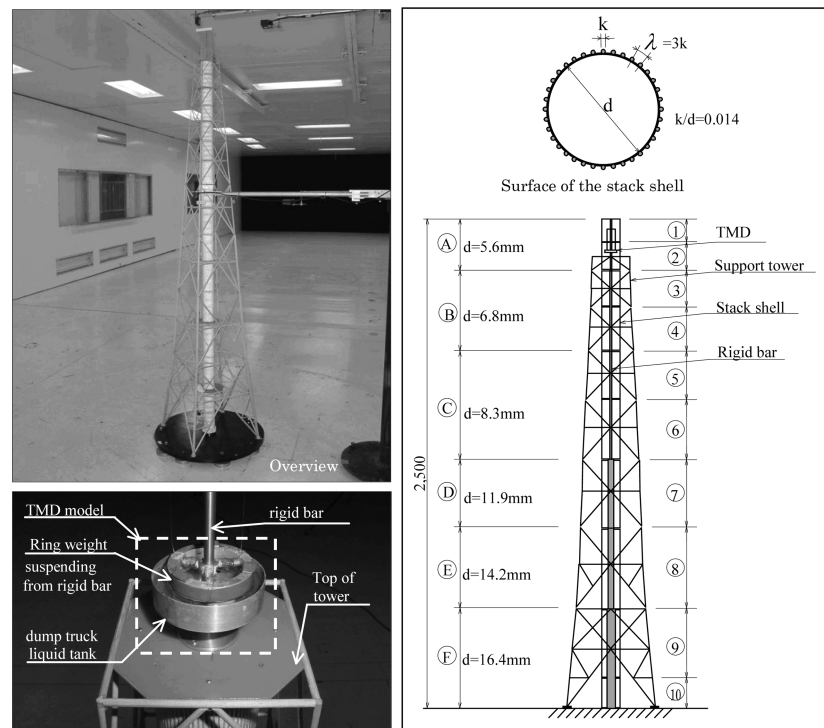 Overview
TMD model
Ring weight
suspending
from rigid bar
dump truck
liquid tank
rigid bar
Top of
tower
k
λ =3k
d
k/d=0.014
Surface of the stack shell
2,500
Ⓐ d=5.6mm
Ⓑ d=6.8mm
Ⓒ d=8.3mm
Ⓓ d=11.9mm
Ⓔ d=14.2mm
Ⓕ d=16.4mm
①
②
③
④
⑤
⑥
⑦
⑧
⑨
⑩
TMD
Support tower
Stack shell
Rigid bar